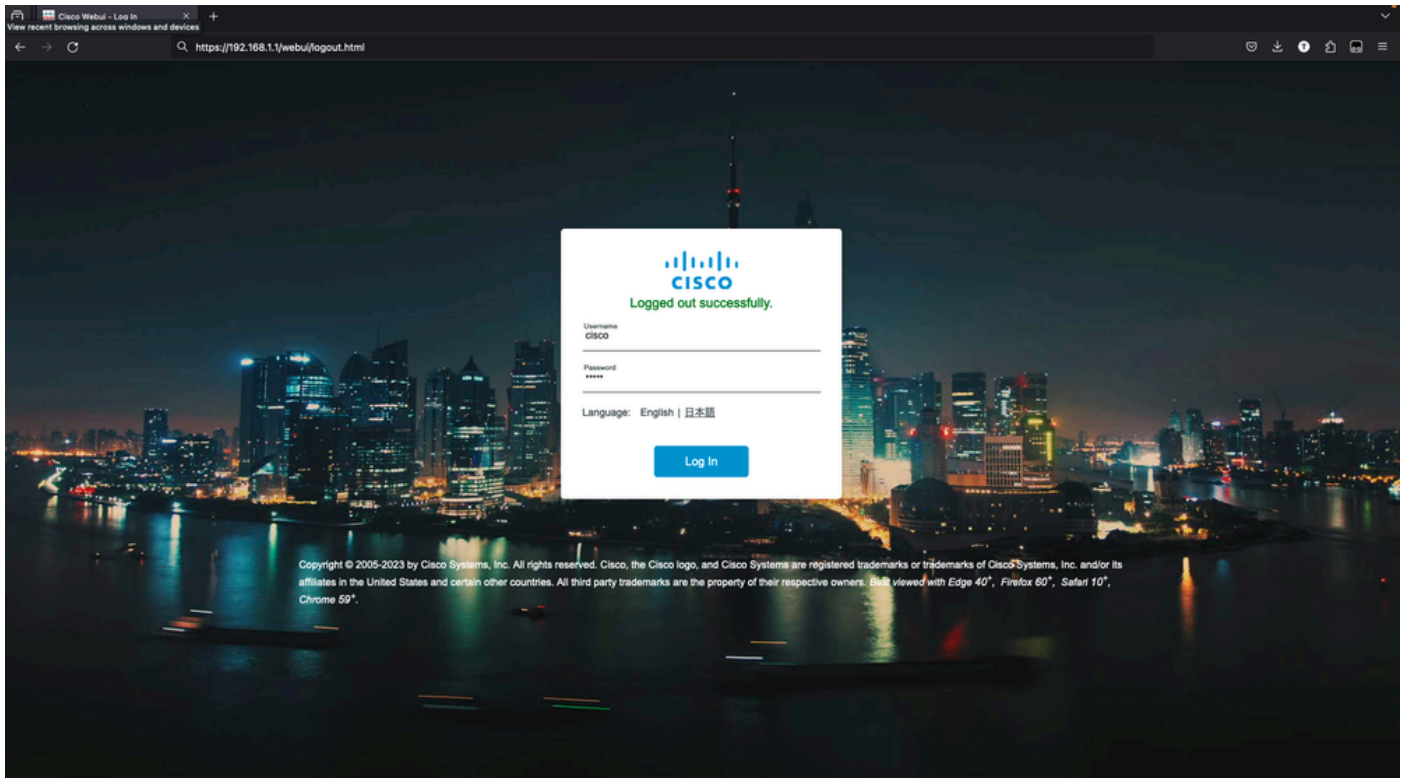 Cisco Webui - Log In
View recent browsing across windows and devices
https://192.168.1.1/webui/logout.html
CISCO
Logged out successfully.
Username
cisco
Password
•••••
Language: English | 日本語
Log In
Copyright © 2005-2023 by Cisco Systems, Inc. All rights reserved. Cisco, the Cisco logo, and Cisco Systems are registered trademarks or trademarks of Cisco Systems, Inc. and/or its
affiliates in the United States and certain other countries. All third party trademarks are the property of their respective owners. Best viewed with Edge 40+, Firefox 60+, Safari 10+,
Chrome 59+.